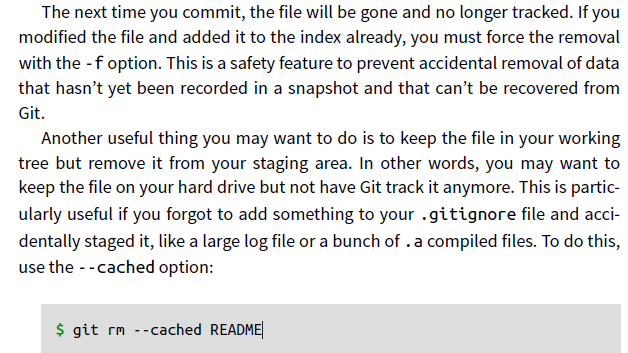 The next time you commit, the file will be gone and no longer tracked. If you
modified the file and added it to the index already, you must force the removal
with the -f option. This is a safety feature to prevent accidental removal of data
that hasn’t yet been recorded in a snapshot and that can’t be recovered from
Git.
Another useful thing you may want to do is to keep the file in your working
tree but remove it from your staging area. In other words, you may want to
keep the file on your hard drive but not have Git track it anymore. This is partic-
ularly useful if you forgot to add something to your .gitignore file and acci-
dentally staged it, like a large log file or a bunch of .a compiled files. To do this,
use the --cached option:
$ git rm --cached README